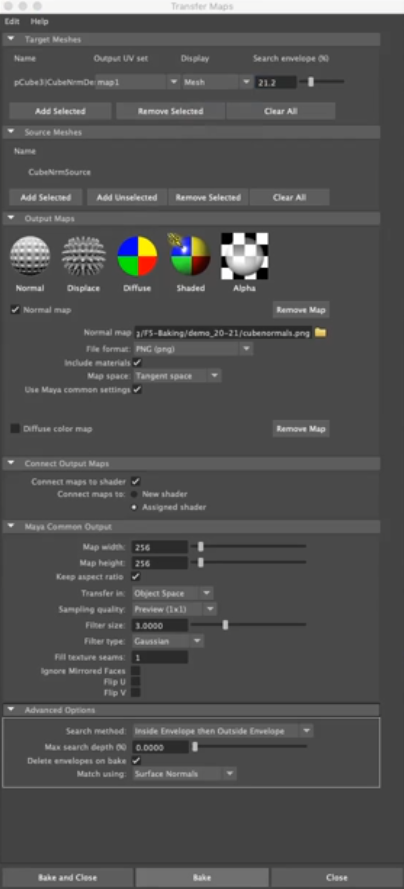 Transfer Maps
Edit Help
Target Meshes
Name Output UV set Display Search envelope (%)
pCube3|CubeNrmDe: map1 Mesh 21.2
Add Selected Remove Selected Clear All
Source Meshes
Name
CubeNrmSource
Add Selected Add Unselected Remove Selected Clear All
Output Maps
Normal Displace Diffuse Shaded Alpha
Normal map Remove Map
Normal map ı/F5-Baking/demo_20-21/cubenormals.png
File format: PNG (png)
Include materials
Map space: Tangent space
Use Maya common settings
Diffuse color map Remove Map
Connect Output Maps
Connect maps to shader
Connect maps to: New shader
Assigned shader
Maya Common Output
Map width: 256
Map height: 256
Keep aspect ratio
Transfer in: Object Space
Sampling quality: Preview (1x1)
Filter size: 3.0000
Filter type: Gaussian
Fill texture seams: 1
Ignore Mirrored Faces
Flip U
Flip V
Advanced Options
Search method: Inside Envelope then Outside Envelope
Max search depth (%) 0.0000
Delete envelopes on bake
Match using: Surface Normals
Bake and Close Bake Close